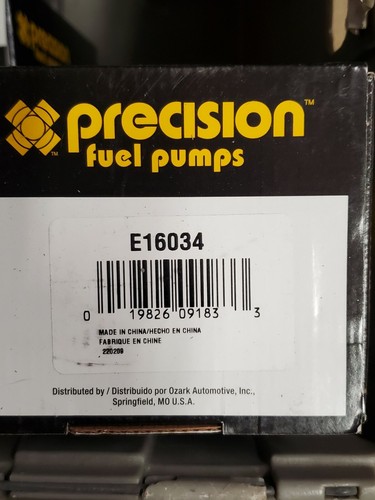 precision™
™
fuel pumps
E16034
0 19826 09183 3
MADE IN CHINA/HECHO EN CHINA
FABRIQUE EN CHINE
220209
Distributed by / Distribuido por Ozark Automotive, Inc.,
Springfield, MO U.S.A.